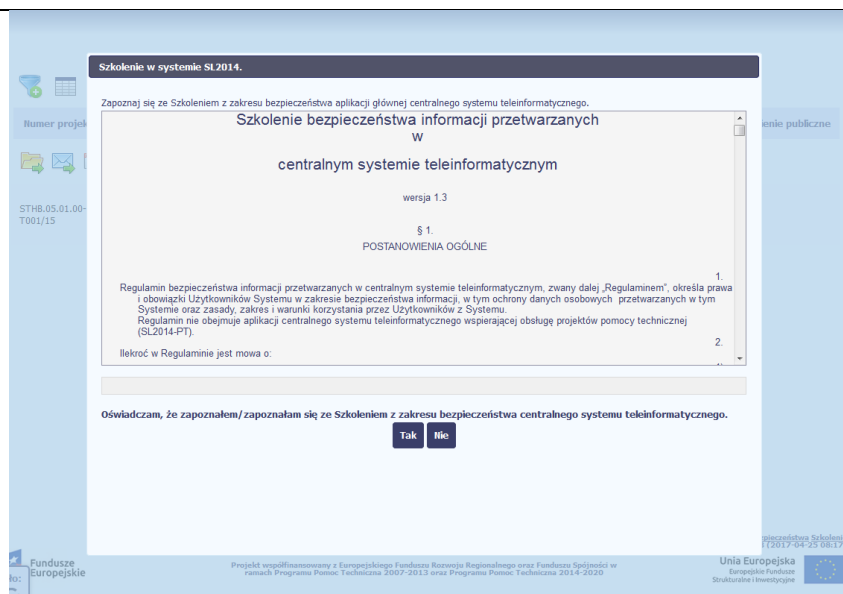 Szkolenie w systemie SL2014.
Zapoznaj się ze Szkoleniem z zakresu bezpieczeństwa aplikacji głównej centralnego systemu teleinformatycznego.
Szkolenie bezpieczeństwa informacji przetwarzanych
w
centralnym systemie teleinformatycznym
wersja 1.3
§ 1.
POSTANOWIENIA OGÓLNE
1.
Regulamin bezpieczeństwa informacji przetwarzanych w centralnym systemie teleinformatycznym, zwany dalej „Regulaminem", określa prawa
i obowiązki Użytkowników Systemu w zakresie bezpieczeństwa informacji, w tym ochrony danych osobowych przetwarzanych w tym
Systemie oraz zasady, zakres i warunki korzystania przez Użytkowników z Systemu.
Regulamin nie obejmuje aplikacji centralnego systemu teleinformatycznego wspierającej obsługę projektów pomocy technicznej
(SL2014-PT).
2.
Ilekroć w Regulaminie jest mowa o:
Numer projek
enie publiczne
STHB.05.01.00-
T001/15
Oświadczam, że zapoznałem/zapoznałam się ze Szkoleniem z zakresu bezpieczeństwa centralnego systemu teleinformatycznego.
Tak Nie
Szkoleni
(2017-04-25 08:17
Fundusze
Europejskie
Projekt współfinansowany z Europejskiego Funduszu Rozwoju Regionalnego oraz Funduszu Spójności w
ramach Programu Pomoc Techniczna 2007-2013 oraz Programu Pomoc Techniczna 2014-2020
Unia Europejska
Europejskie Fundusze
Strukturalne i Inwestycyjne